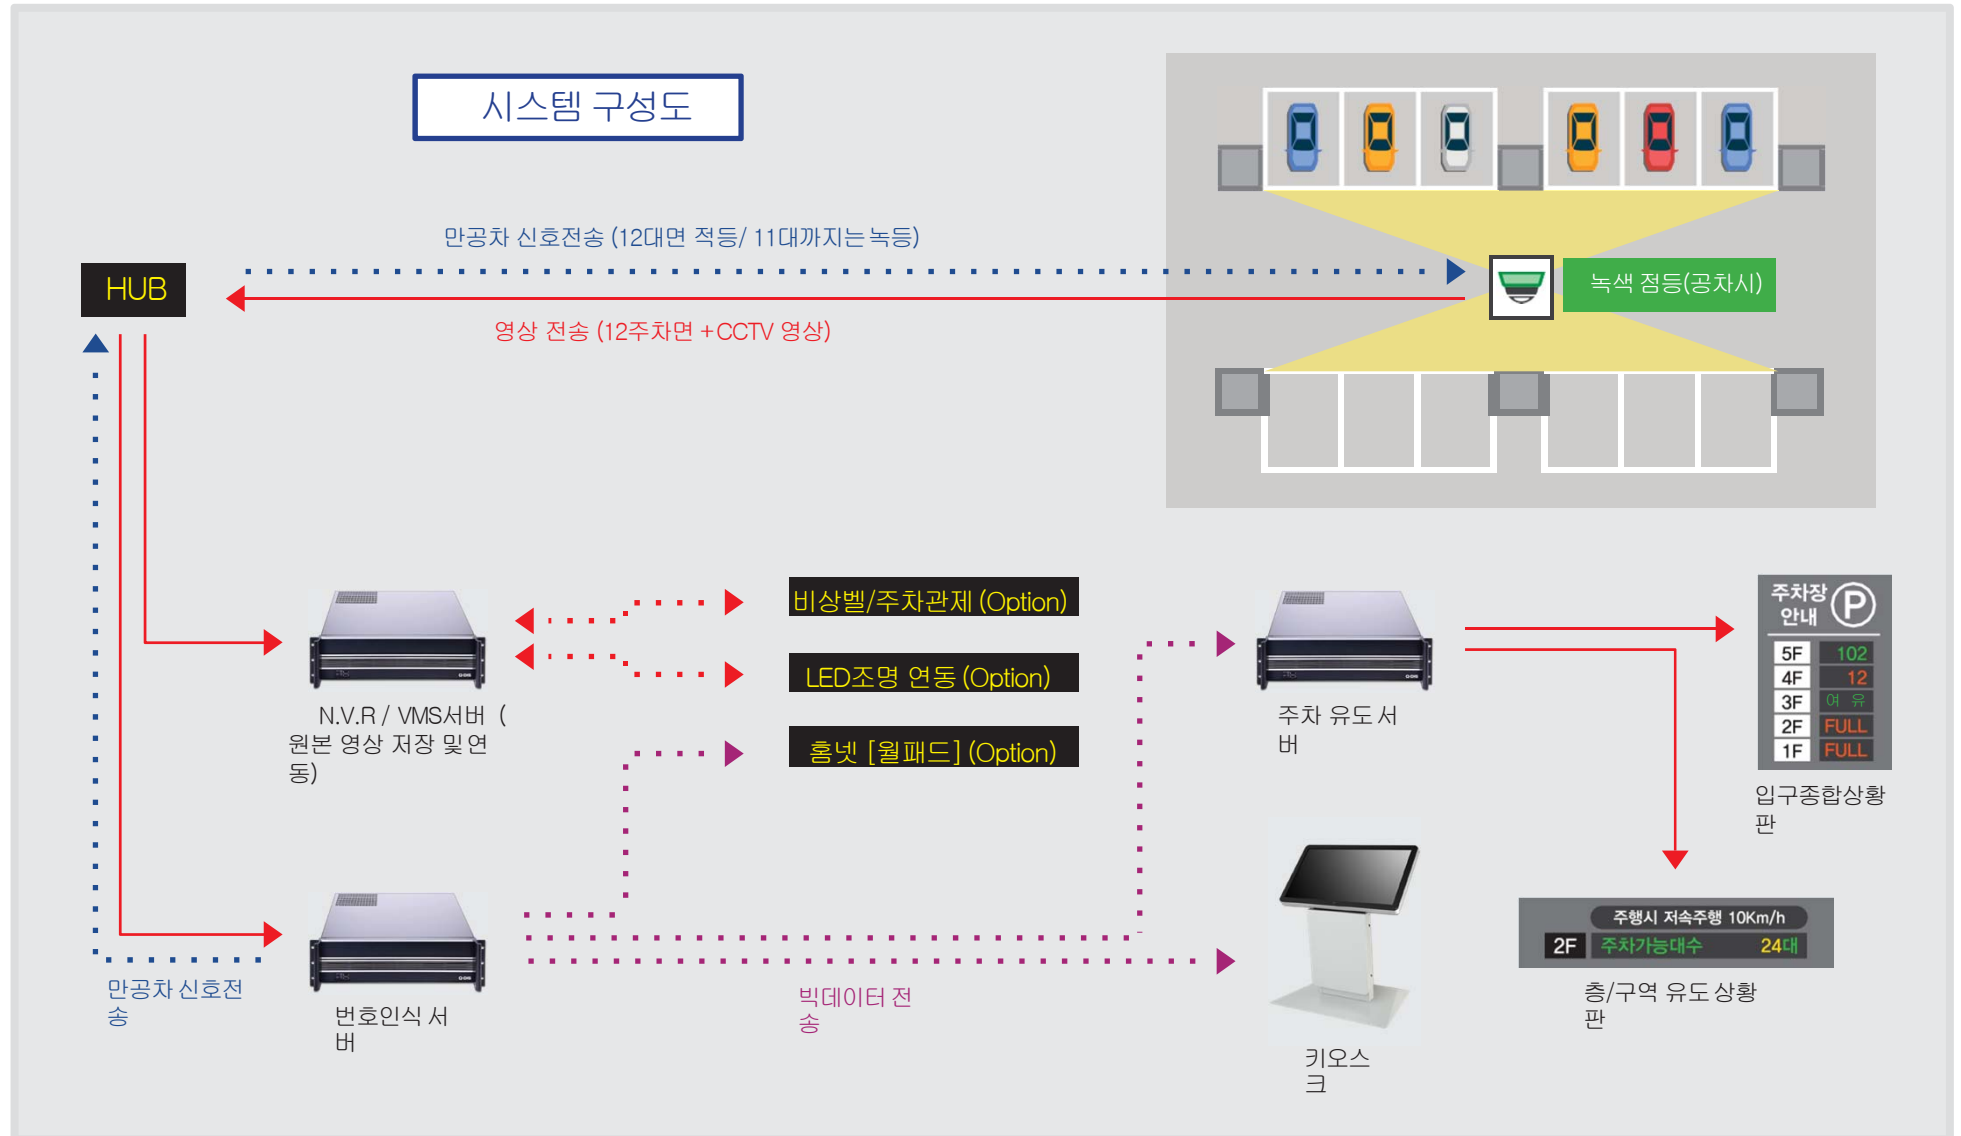 시스템 구성도
만공차 신호전송 (12대면 적등/ 11대까지는 녹등)
HUB
녹색 점등(공차시)
영상 전송 (12주차면 +CCTV 영상)
비상벨/주차관제 (Option)
LED조명 연동 (Option)
홈넷 [월패드] (Option)
N.V.R / VMS서버 (
원본 영상 저장 및 연
동)
주차 유도 서
버
주차장
안내 P
5F 102
4F 12
3F 여 유
2F FULL
1F FULL
입구종합상황
판
주행시 저속주행 10Km/h
2F 주차가능대수 24대
층/구역 유도 상황
판
만공차 신호전
송
번호인식 서
버
빅데이터 전
송
키오스
크